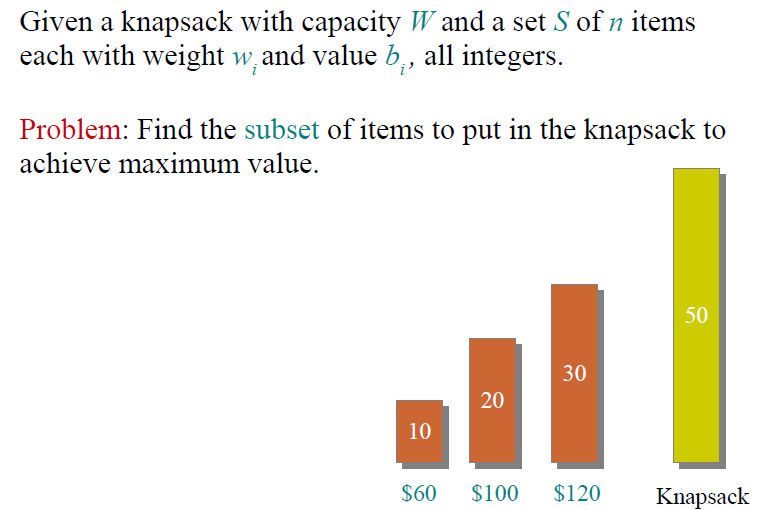 Given a knapsack with capacity W and a set S of n items
each with weight wᵢ and value bᵢ, all integers.
Problem: Find the subset of items to put in the knapsack to
achieve maximum value.
50
30
20
10
$60 $100 $120 Knapsack